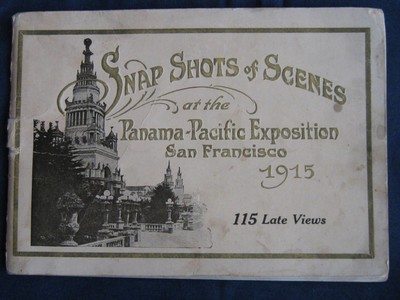 Snap Shots of Scenes
at the
Panama-Pacific Exposition
San Francisco
1915
115 Late Views